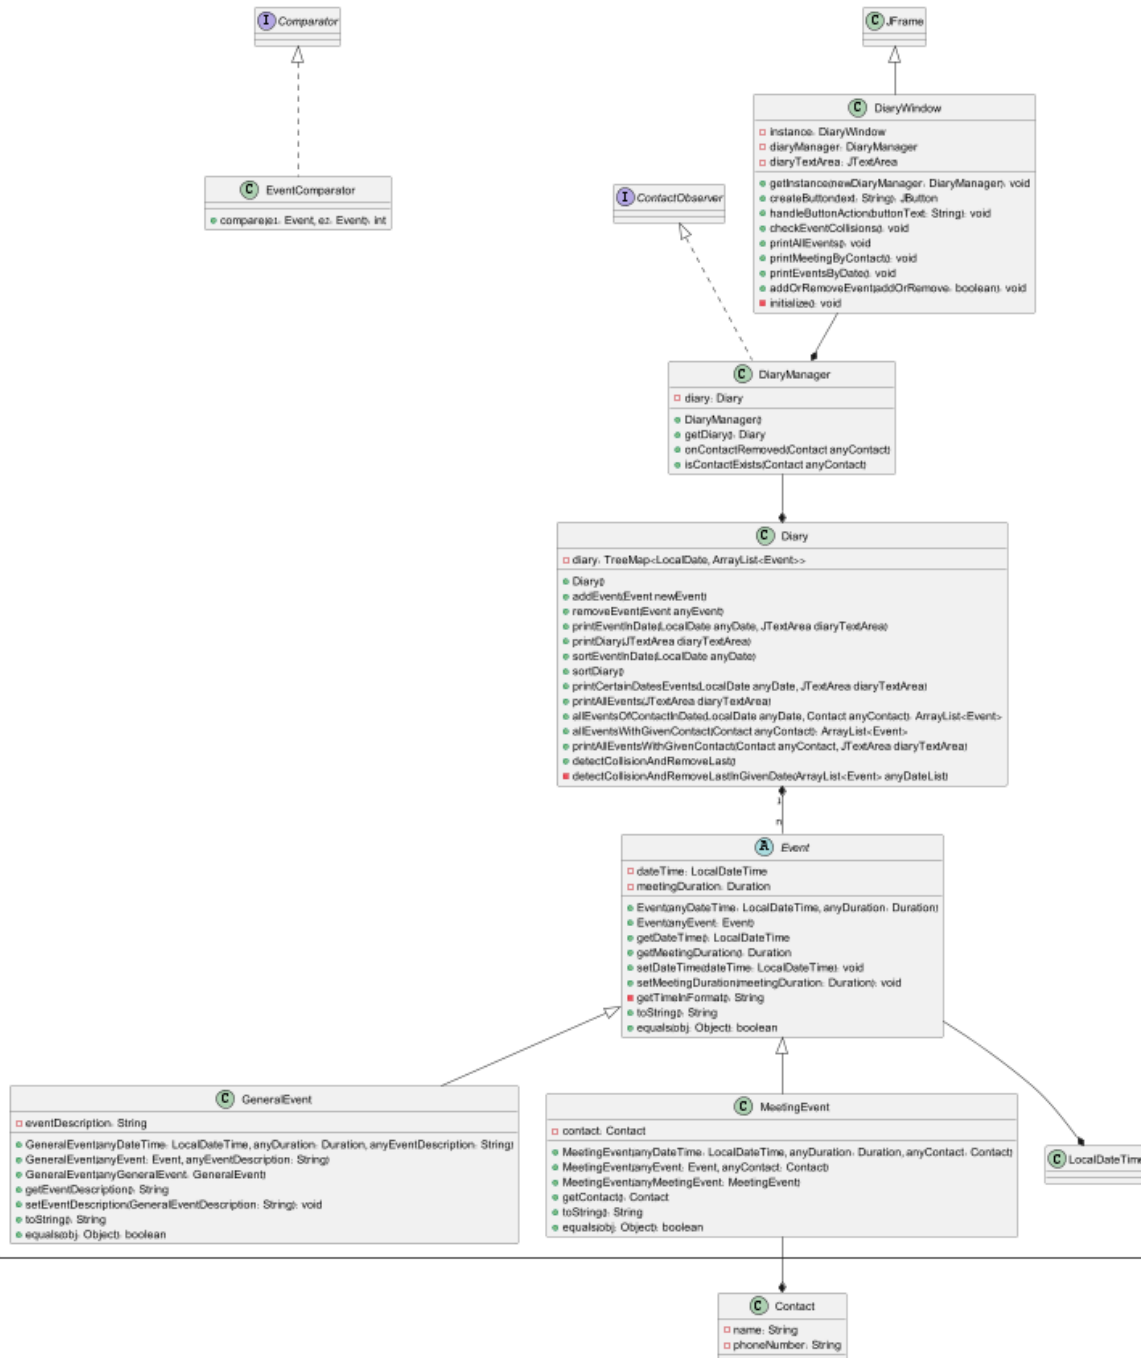 I Comparator
C JFrame
C DiaryWindow
instance: DiaryWindow
diaryManager: DiaryManager
diaryTextArea: JTextArea
getInstance(newDiaryManager: DiaryManager): void
createButton(text: String): JButton
handleButtonAction(buttonText: String): void
checkEventCollisions(): void
printAllEvents(): void
printMeetingByContact(): void
printEventsByDate(): void
addOrRemoveEvent(addOrRemove: boolean): void
initialize(): void
C EventComparator
compare(e1: Event, e2: Event): int
I ContactObserver
C DiaryManager
diary: Diary
DiaryManager()
getDiary(): Diary
onContactRemoved(Contact anyContact)
isContactExists(Contact anyContact)
C Diary
diary: TreeMap<LocalDate, ArrayList<Event>>
Diary()
addEvent(Event newEvent)
removeEvent(Event anyEvent)
printEventInDate(LocalDate anyDate, JTextArea diaryTextArea)
printDiary(JTextArea diaryTextArea)
sortEventInDate(LocalDate anyDate)
sortDiary()
printCertainDatesEvents(LocalDate anyDate, JTextArea diaryTextArea)
printAllEvents(JTextArea diaryTextArea)
allEventsOfContactInDate(LocalDate anyDate, Contact anyContact): ArrayList<Event>
allEventsWithGivenContact(Contact anyContact): ArrayList<Event>
printAllEventsWithGivenContact(Contact anyContact, JTextArea diaryTextArea)
detectCollisionAndRemoveLast()
detectCollisionAndRemoveLastInGivenDate(ArrayList<Event> anyDateList)
1
n
A Event
dateTime: LocalDateTime
meetingDuration: Duration
Event(anyDateTime: LocalDateTime, anyDuration: Duration)
Event(anyEvent: Event)
getDateTime(): LocalDateTime
getMeetingDuration(): Duration
setDateTime(dateTime: LocalDateTime): void
setMeetingDuration(meetingDuration: Duration): void
getTimeInFormat(): String
toString(): String
equals(obj: Object): boolean
C GeneralEvent
eventDescription: String
GeneralEvent(anyDateTime: LocalDateTime, anyDuration: Duration, anyEventDescription: String)
GeneralEvent(anyEvent: Event, anyEventDescription: String)
GeneralEvent(anyGeneralEvent: GeneralEvent)
getEventDescription(): String
setEventDescription(GeneralEventDescription: String): void
toString(): String
equals(obj: Object): boolean
C MeetingEvent
contact: Contact
MeetingEvent(anyDateTime: LocalDateTime, anyDuration: Duration, anyContact: Contact)
MeetingEvent(anyEvent: Event, anyContact: Contact)
MeetingEvent(anyMeetingEvent: MeetingEvent)
getContact(): Contact
toString(): String
equals(obj: Object): boolean
C LocalDateTime
C Contact
name: String
phoneNumber: String